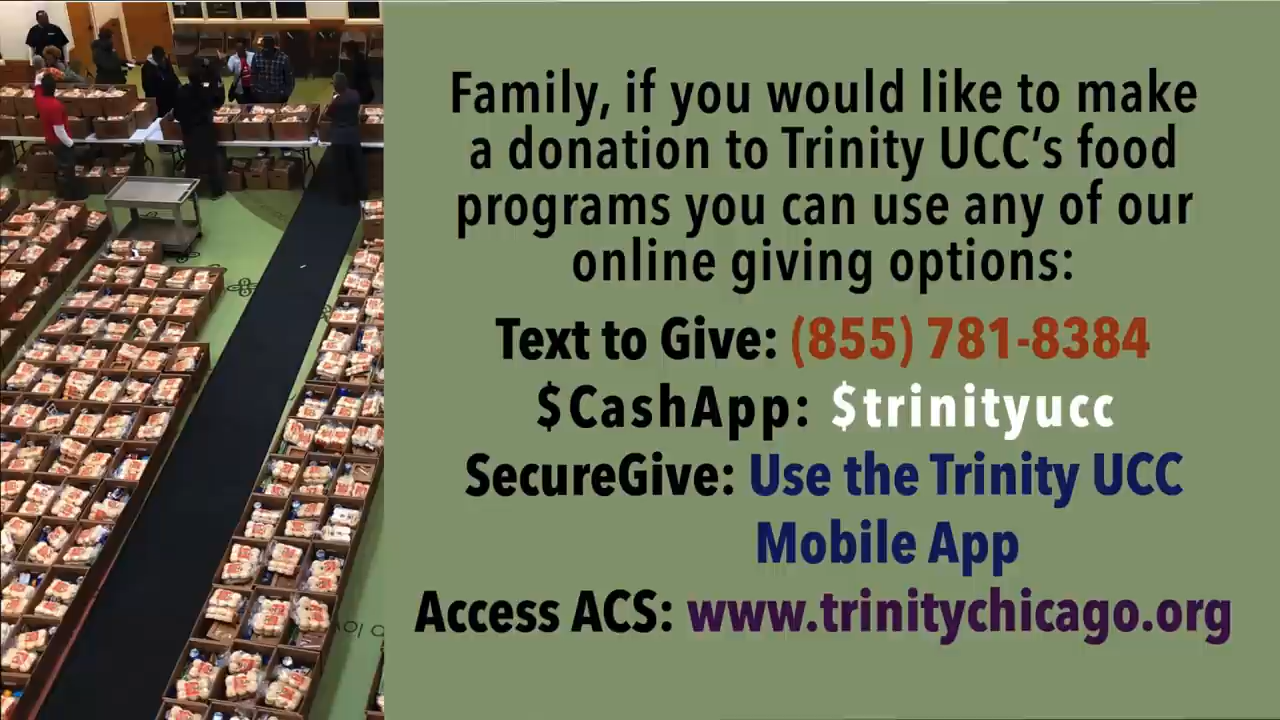 Family, if you would like to make
a donation to Trinity UCC‘s food
programs you can use any of our
online giving options:
Text to Give: (855) 781-8384
$CashApp: $trinityucc
SecureGive: Use the Trinity UCC
Mobile App
Access ACS: www.trinitychicago.org